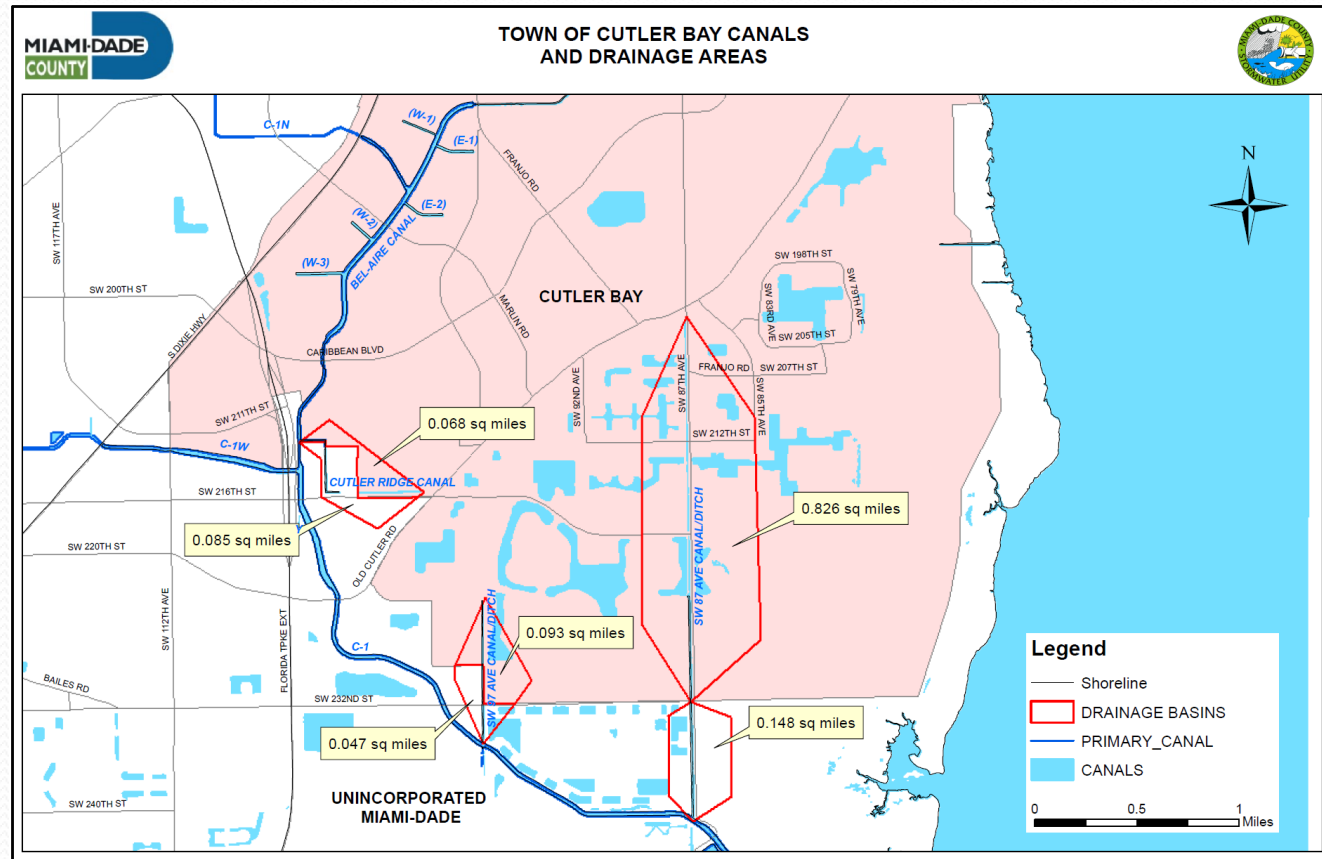 MIAMI-DADE
COUNTY
TOWN OF CUTLER BAY CANALS
AND DRAINAGE AREAS
MIAMI-DADE COUNTY
STORMWATER UTILITY
C-1N
(W-1)
(E-1)
FRANJO RD
SW 117TH AVE
(E-2)
(W-2)
BEL-AIRE CANAL
(W-3)
N
SW 198TH ST
SW 200TH ST
S DIXIE HWY
MARLIN RD
CUTLER BAY
SW 83RD AVE
SW 79TH AVE
SW 205TH ST
CARIBBEAN BLVD
SW 92ND AVE
SW 87TH AVE
FRANJO RD
SW 207TH ST
SW 85TH AVE
SW 211TH ST
0.068 sq miles
SW 212TH ST
C-1W
CUTLER RIDGE CANAL
SW 216TH ST
0.826 sq miles
0.085 sq miles
SW 220TH ST
OLD CUTLER RD
SW 87 AVE CANAL/DITCH
SW 112TH AVE
FLORIDA TPKE EXT
C-1
SW 97 AVE CANAL/DITCH
0.093 sq miles
BAILES RD
SW 232ND ST
0.148 sq miles
0.047 sq miles
UNINCORPORATED
MIAMI-DADE
SW 240TH ST
Legend
Shoreline
DRAINAGE BASINS
PRIMARY_CANAL
CANALS
0 0.5 1
Miles